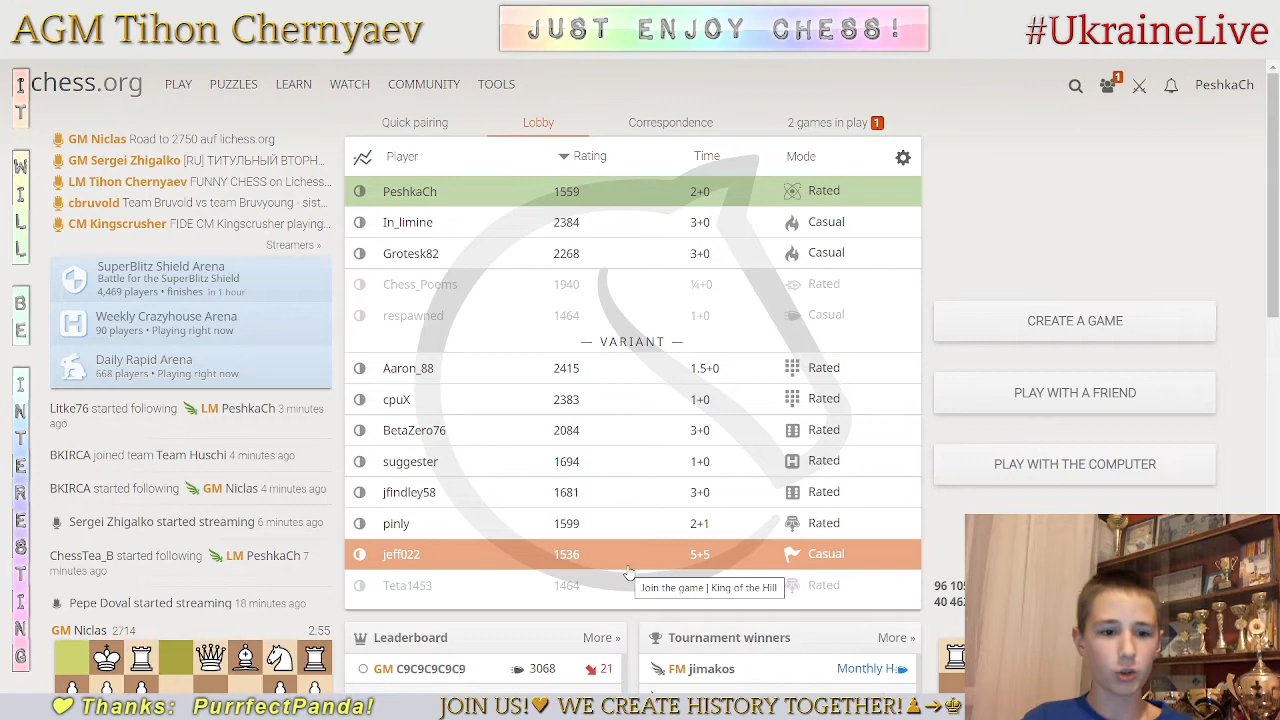 AGM Tihon Chernyaev
JUST ENJOY CHESS!
#UkraineLive
IT WILL BE INTERESTING
chess.org
PLAY PUZZLES LEARN WATCH COMMUNITY TOOLS
1
PeshkaCh
GM Niclas Road to 2750 auf lichess.org
GM Sergei Zhigalko [RU] ТИТУЛЬНЫЙ ВТОРН...
LM Tihon Chernyaev FUNNY CHESS on Lichess...
cbruvold Team Bruvold vs team Bruvyoung - sist...
CM Kingscrusher FIDE CM Kingscrusher playing...
Streamers »
SuperBlitz Shield Arena
Battle for the SuperBlitz Shield
4,469 players • finishes in 1 hour
Weekly Crazyhouse Arena
90 players • Playing right now
Daily Rapid Arena
668 players • Playing right now
Litke76 started following LM PeshkaCh 3 minutes
ago
BKIRCA joined team Team Huschi 4 minutes ago
BKIRCA started following GM Niclas 4 minutes ago
Sergei Zhigalko started streaming 6 minutes ago
ChessTea_B started following LM PeshkaCh 7
minutes ago
Pepe Doval started streaming 18 minutes ago
GM Niclas 2714 2:55
Quick pairing Lobby Correspondence 2 games in play 1
Player Rating Time Mode
PeshkaCh 1559 2+0 Rated
In_limine 2384 3+0 Casual
Grotesk82 2268 3+0 Casual
Chess_Poems 1940 ¼+0 Rated
respawned 1464 1+0 Casual
— VARIANT —
Aaron_88 2415 1.5+0 Rated
cpuX 2383 1+0 Rated
BetaZero76 2084 3+0 Rated
suggester 1694 1+0 Rated
jfindley58 1681 3+0 Rated
pinly 1599 2+1 Rated
jeff022 1536 5+5 Casual
Teta1453 1464 Rated
Join the game | King of the Hill
Leaderboard More »
GM C9C9C9C9C9 3068 21
Tournament winners More »
FM jimakos Monthly H
CREATE A GAME
PLAY WITH A FRIEND
PLAY WITH THE COMPUTER
96 105
40 462
Thanks: PurrfectPanda!
JOIN US! WE CREATE HISTORY TOGETHER!